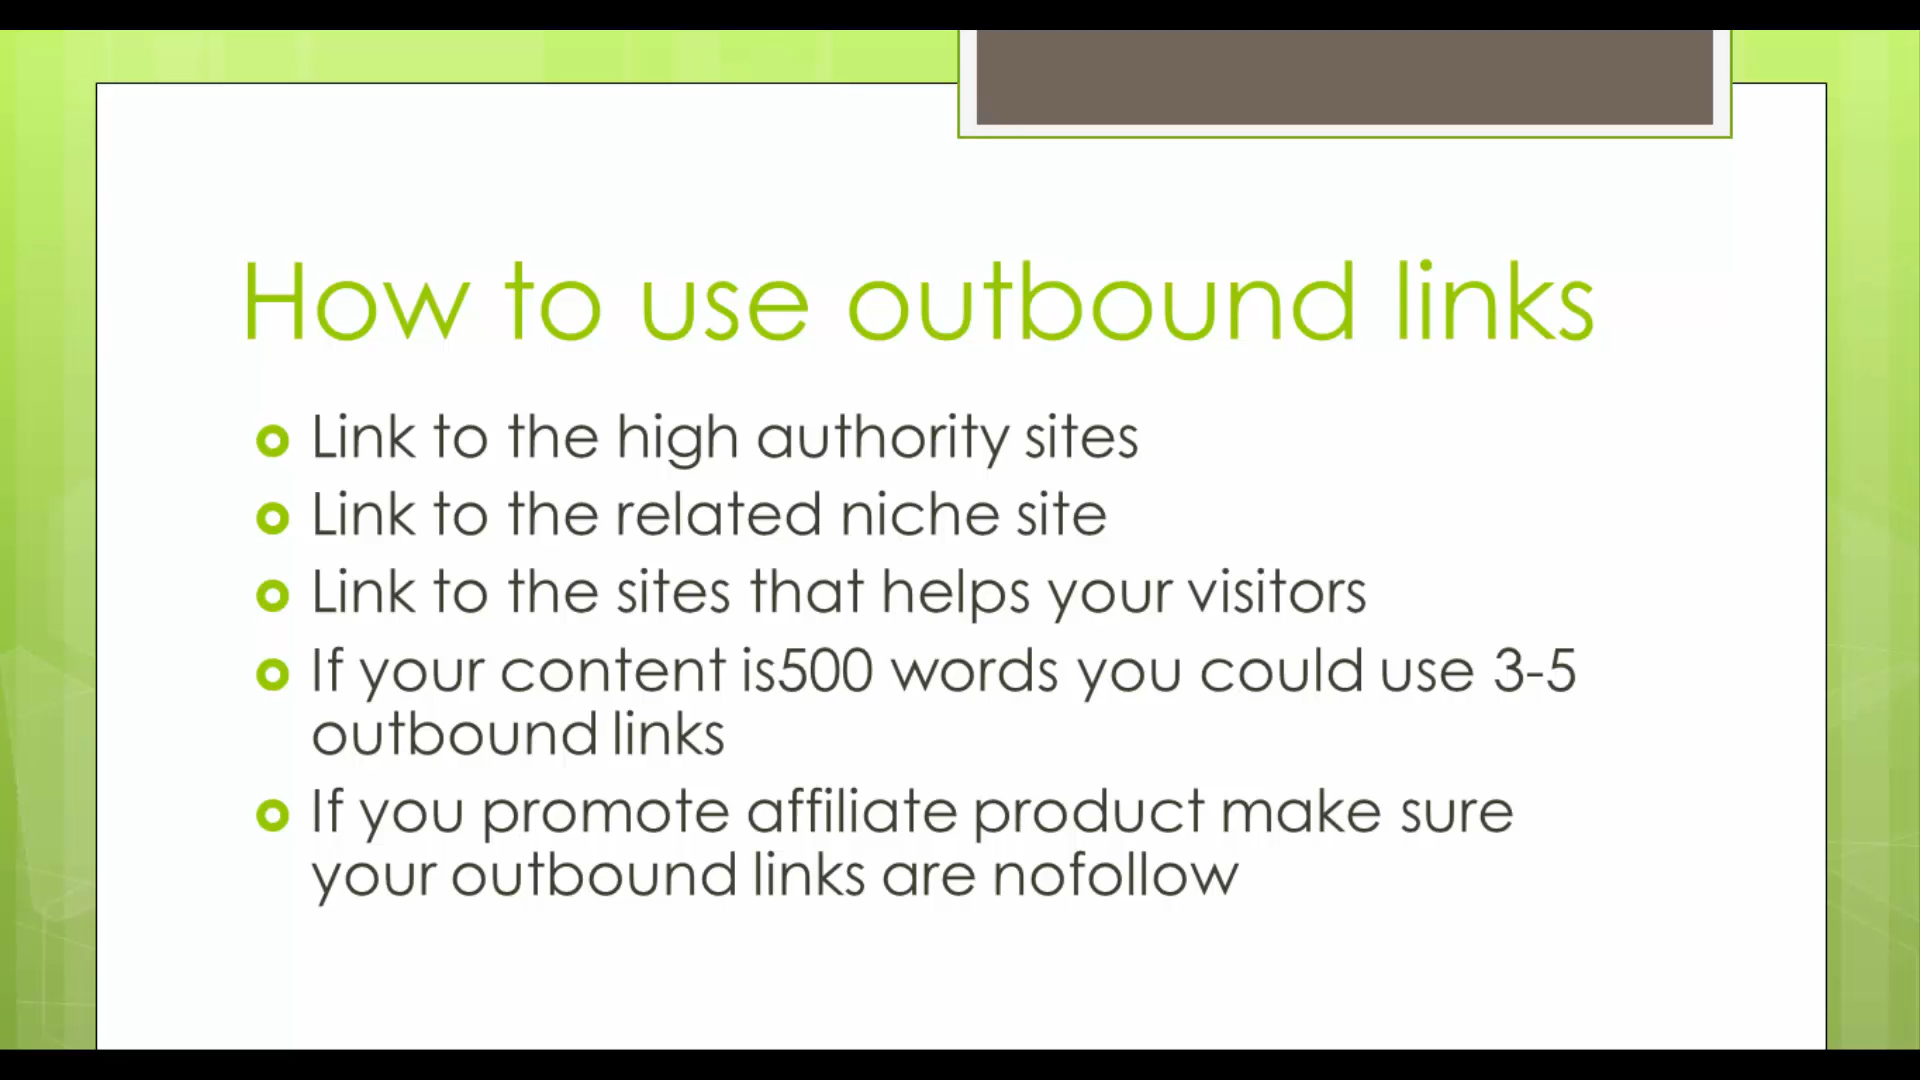 How to use outbound links
Link to the high authority sites
Link to the related niche site
Link to the sites that helps your visitors
If your content is500 words you could use 3-5
outbound links
If you promote affiliate product make sure
your outbound links are nofollow